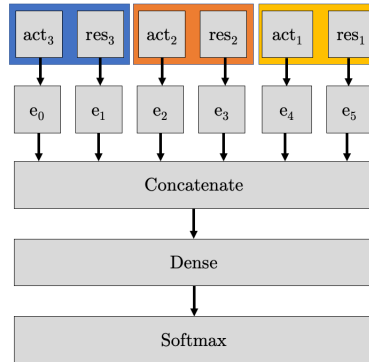 act₃ res₃ act₂ res₂ act₁ res₁
e₀ e₁ e₂ e₃ e₄ e₅
Concatenate
Dense
Softmax